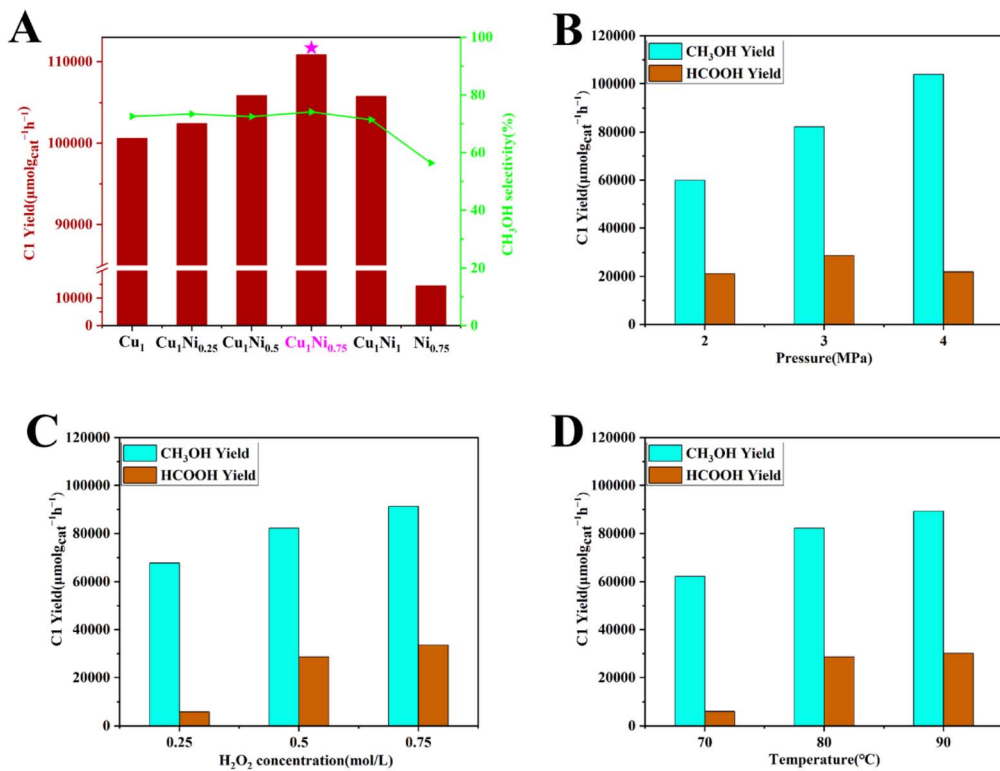 A
C1 Yield(μmolg_cat⁻¹h⁻¹)
110000
100000
90000
10000
0
100
80
60
40
20
0
CH₃OH selectivity(%)
Cu₁
Cu₁Ni₀.₂₅
Cu₁Ni₀.₅
Cu₁Ni₀.₇₅
Cu₁Ni₁
Ni₀.₇₅
B
CH₃OH Yield
HCOOH Yield
C1 Yield(μmolg_cat⁻¹h⁻¹)
120000
100000
80000
60000
40000
20000
0
2
3
4
Pressure(MPa)
C
CH₃OH Yield
HCOOH Yield
C1 Yield(μmolg_cat⁻¹h⁻¹)
120000
100000
80000
60000
40000
20000
0
0.25
0.5
0.75
H₂O₂ concentration(mol/L)
D
CH₃OH Yield
HCOOH Yield
C1 Yield(μmolg_cat⁻¹h⁻¹)
120000
100000
80000
60000
40000
20000
0
70
80
90
Temperature(°C)